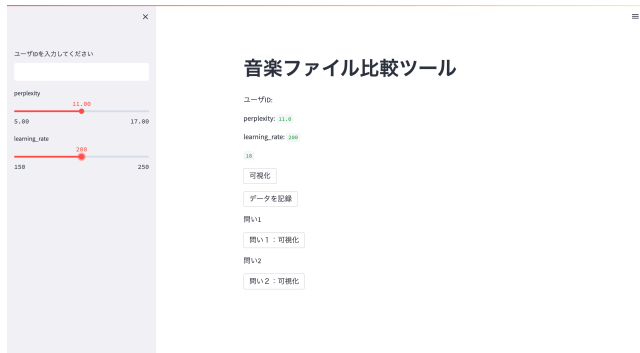 ×
ユーザIDを入力してください
perplexity
11.00
5.00 17.00
learning_rate
200
150 250
音楽ファイル比較ツール
ユーザID:
perplexity: 11.0
learning_rate: 200
10
可視化
データを記録
問い1
問い１：可視化
問い2
問い２：可視化